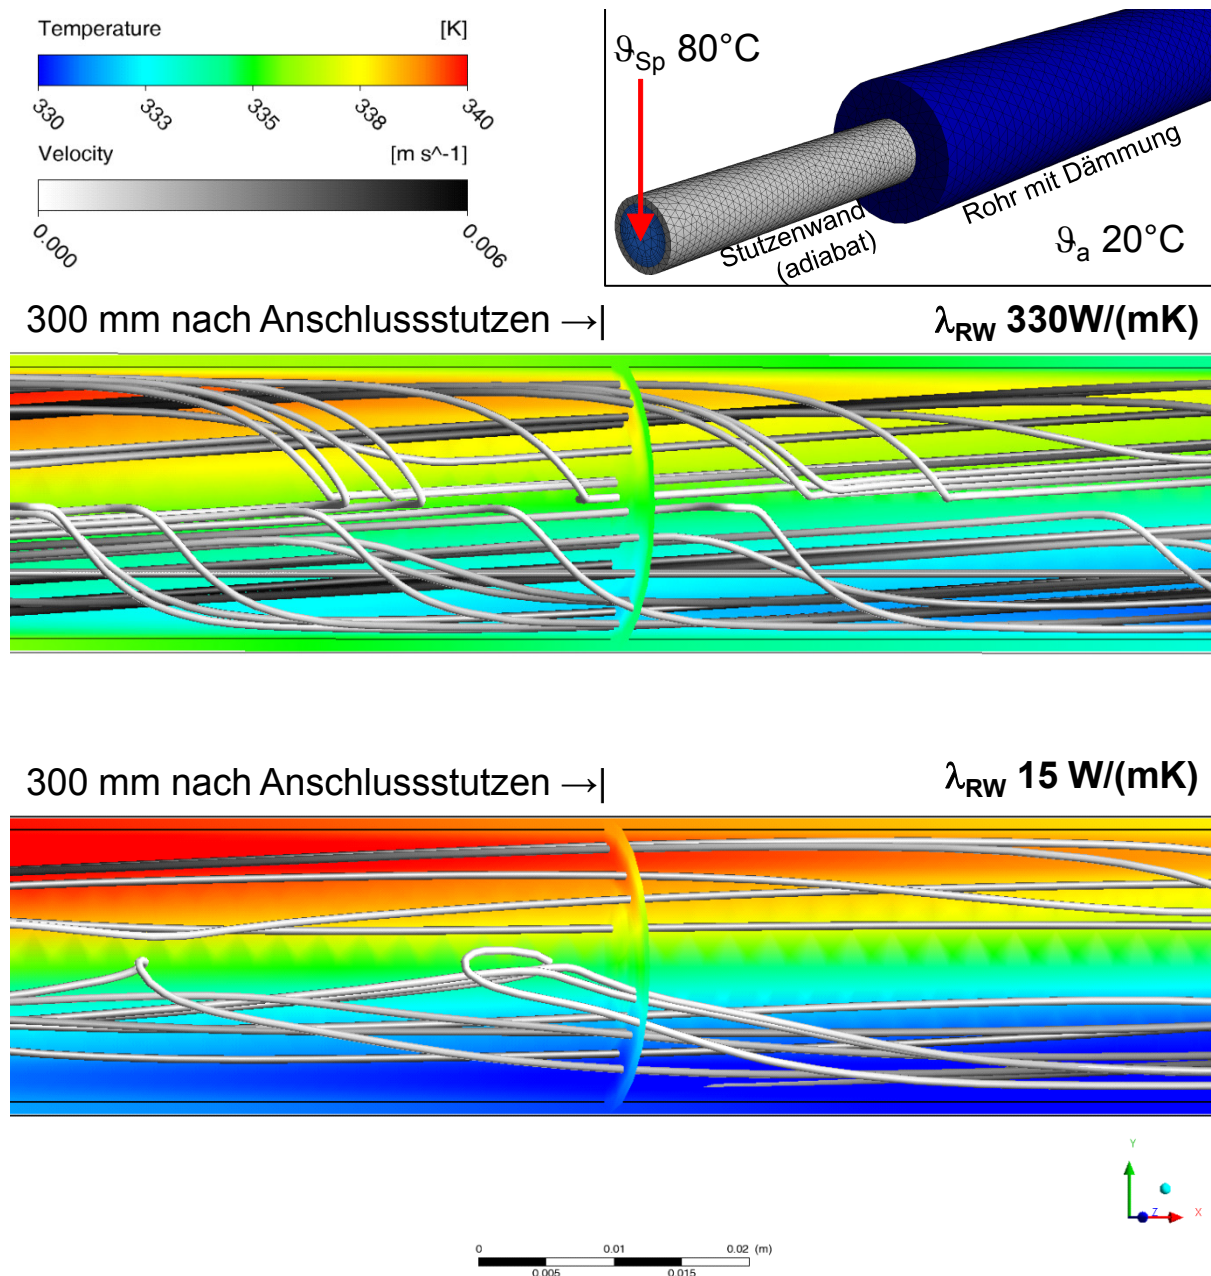 Temperature [K]
330 333 335 338 340
Velocity [m s^-1]
0.000 0.006
ϑSp 80°C
Stutzenwand
(adiabat)
Rohr mit Dämmung
ϑa 20°C
300 mm nach Anschlussstutzen →| λRW 330W/(mK)
300 mm nach Anschlussstutzen →| λRW 15 W/(mK)
Y
Z X
0 0.01 0.02 (m)
0.005 0.015